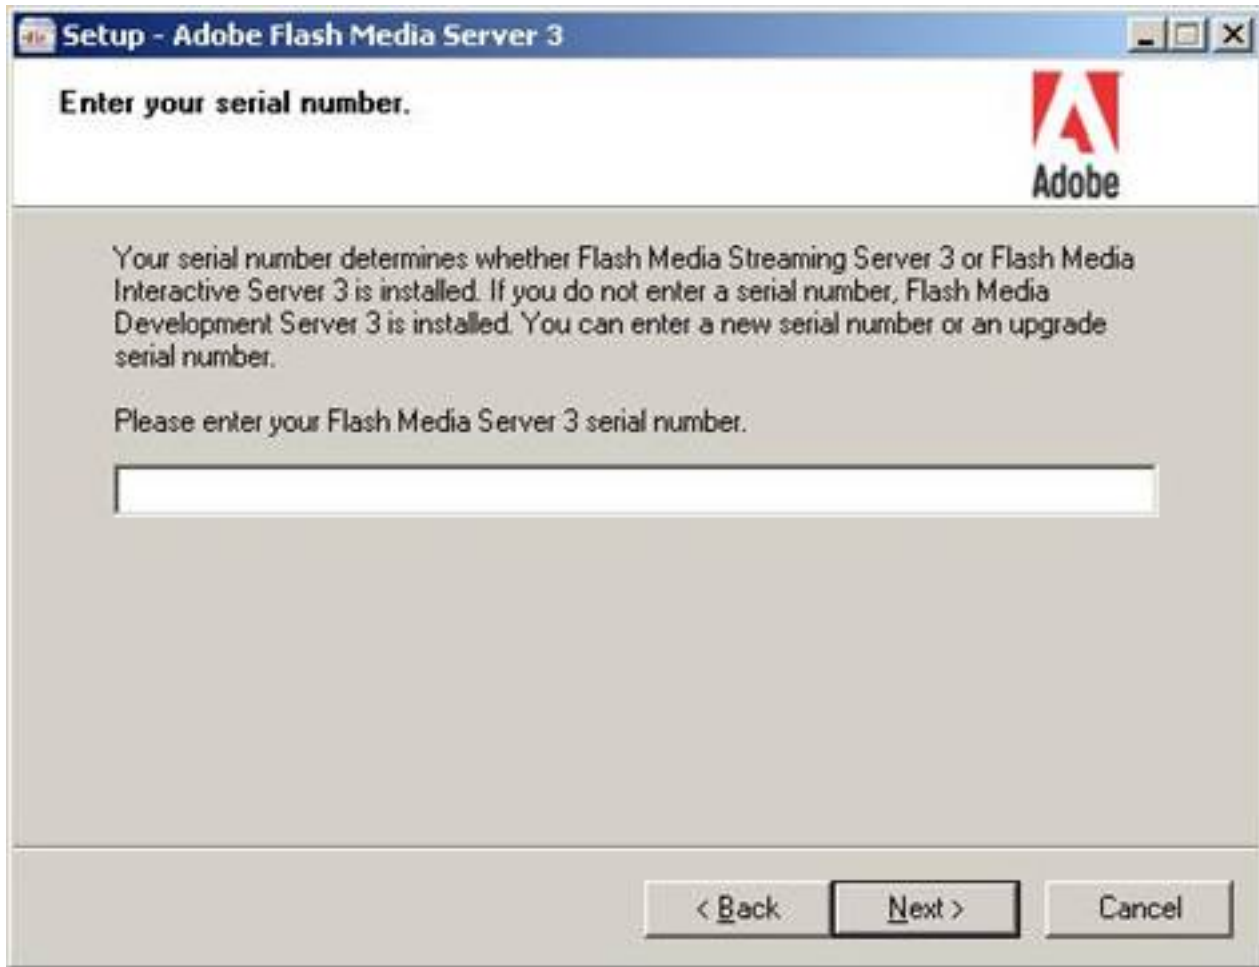 Setup - Adobe Flash Media Server 3
Enter your serial number.
Adobe
Your serial number determines whether Flash Media Streaming Server 3 or Flash Media
Interactive Server 3 is installed. If you do not enter a serial number, Flash Media
Development Server 3 is installed. You can enter a new serial number or an upgrade
serial number.
Please enter your Flash Media Server 3 serial number.
< Back
Next >
Cancel